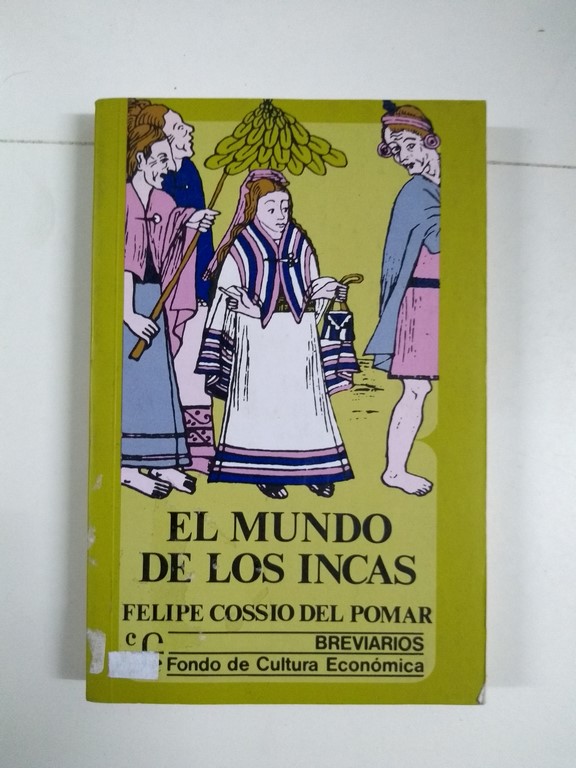 EL MUNDO
DE LOS INCAS
FELIPE COSSIO DEL POMAR
BREVIARIOS
Fondo de Cultura Económica